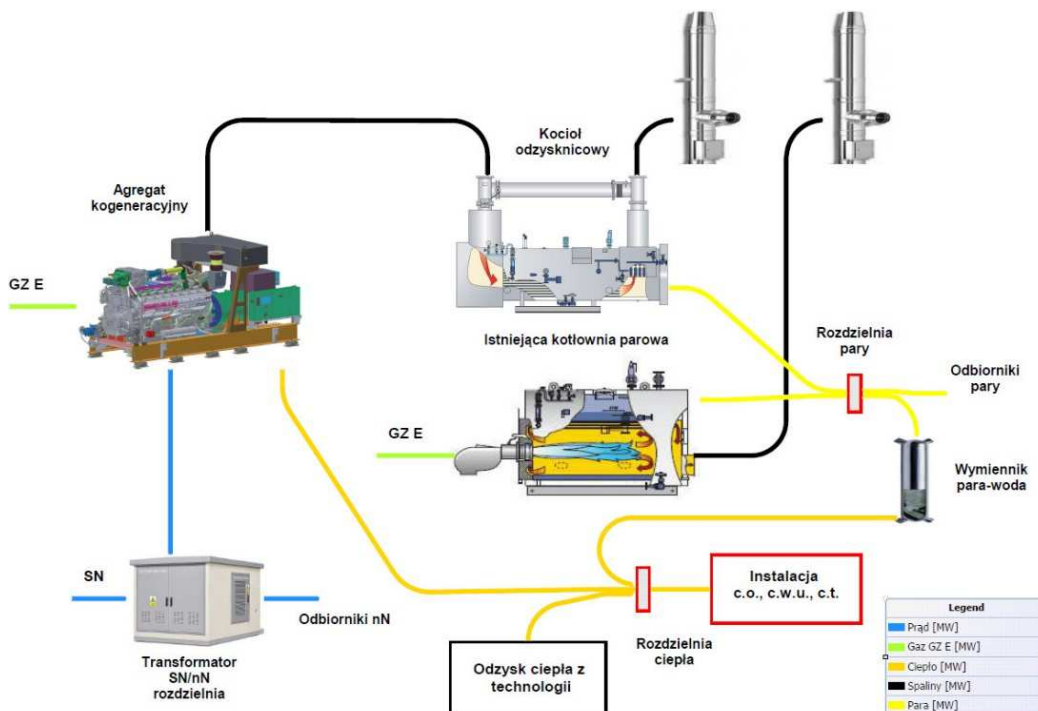 Kocioł
odzysknicowy
Agregat
kogeneracyjny
GZ E
Istniejąca kotłownia parowa
Rozdzielnia
pary
Odbiorniki
pary
GZ E
Wymiennik
para-woda
SN
Odbiorniki nN
Transformator
SN/nN
rozdzielnia
Instalacja
c.o., c.w.u., c.t.
Rozdzielnia
ciepła
Odzysk ciepła z
technologii
Legend
Prąd [MW]
Gaz GZ E [MW]
Ciepło [MW]
Spaliny [MW]
Para [MW]